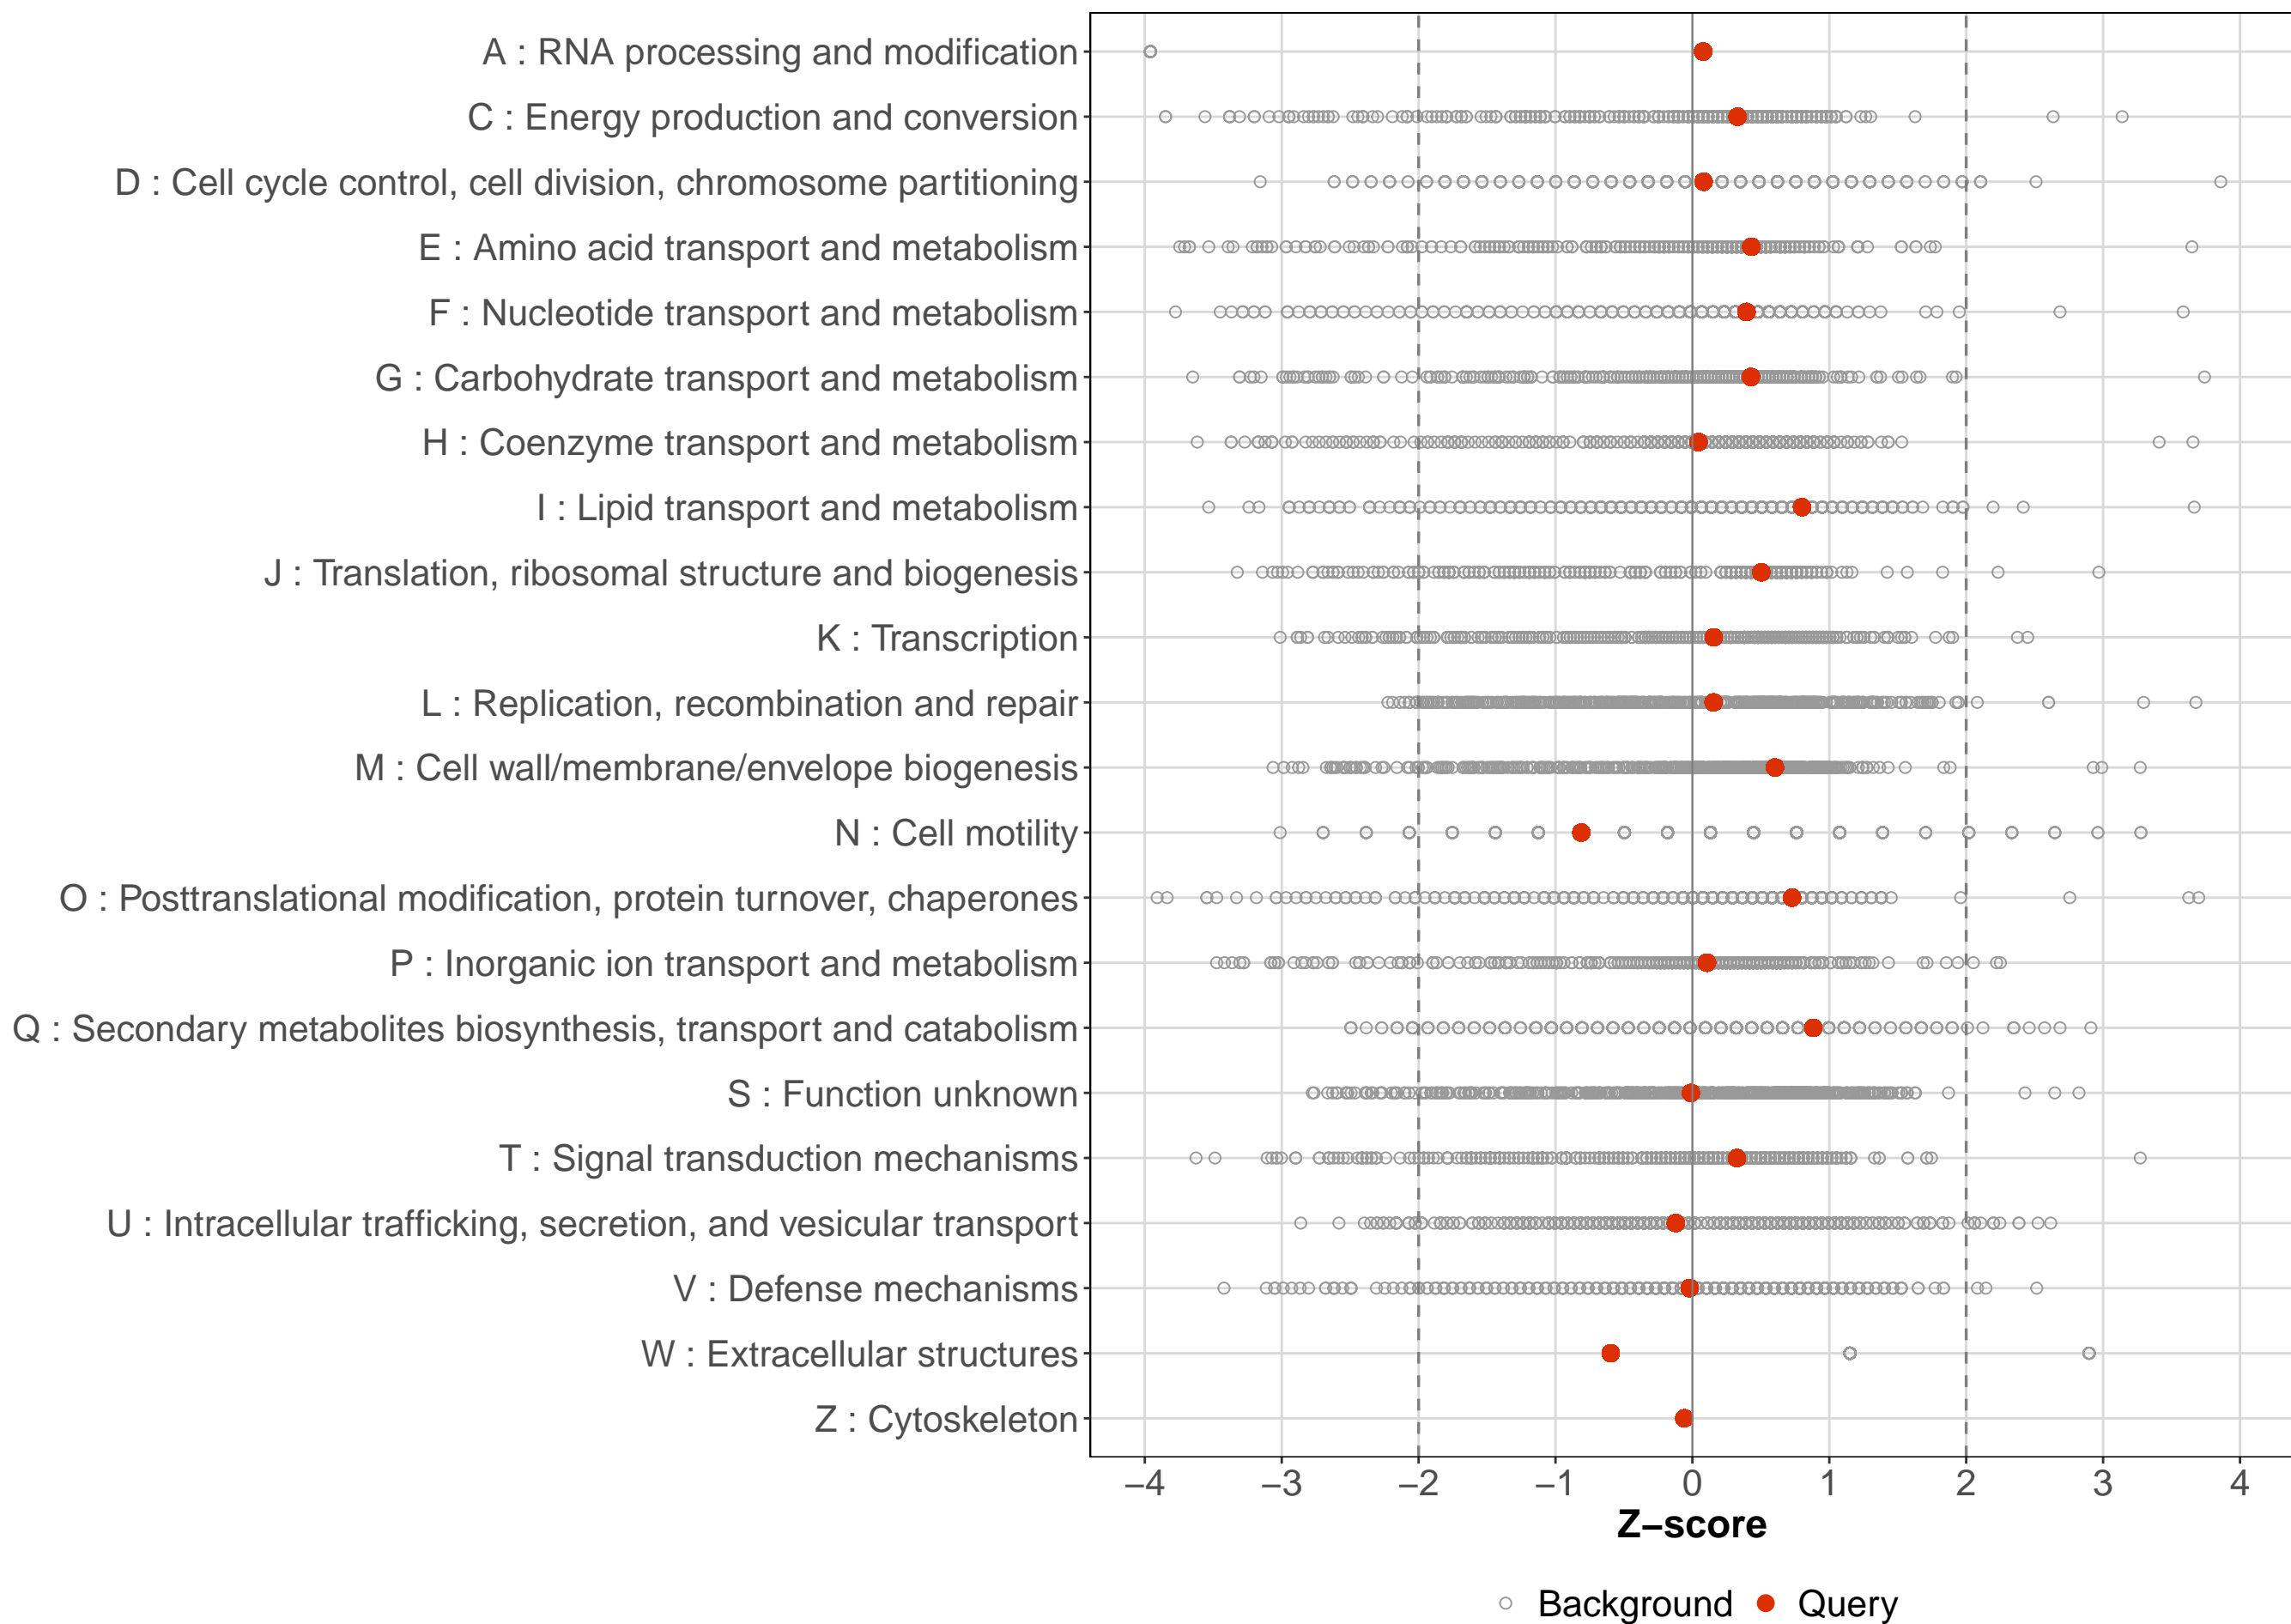 A : RNA processing and modification
C : Energy production and conversion
D : Cell cycle control, cell division, chromosome partitioning
E : Amino acid transport and metabolism
F : Nucleotide transport and metabolism
G : Carbohydrate transport and metabolism
H : Coenzyme transport and metabolism
I : Lipid transport and metabolism
J : Translation, ribosomal structure and biogenesis
K : Transcription
L : Replication, recombination and repair
M : Cell wall/membrane/envelope biogenesis
N : Cell motility
O : Posttranslational modification, protein turnover, chaperones
P : Inorganic ion transport and metabolism
Q : Secondary metabolites biosynthesis, transport and catabolism
S : Function unknown
T : Signal transduction mechanisms
U : Intracellular trafficking, secretion, and vesicular transport
V : Defense mechanisms
W : Extracellular structures
Z : Cytoskeleton
−4 −3 −2 −1 0 1 2 3 4
Z−score
Background Query